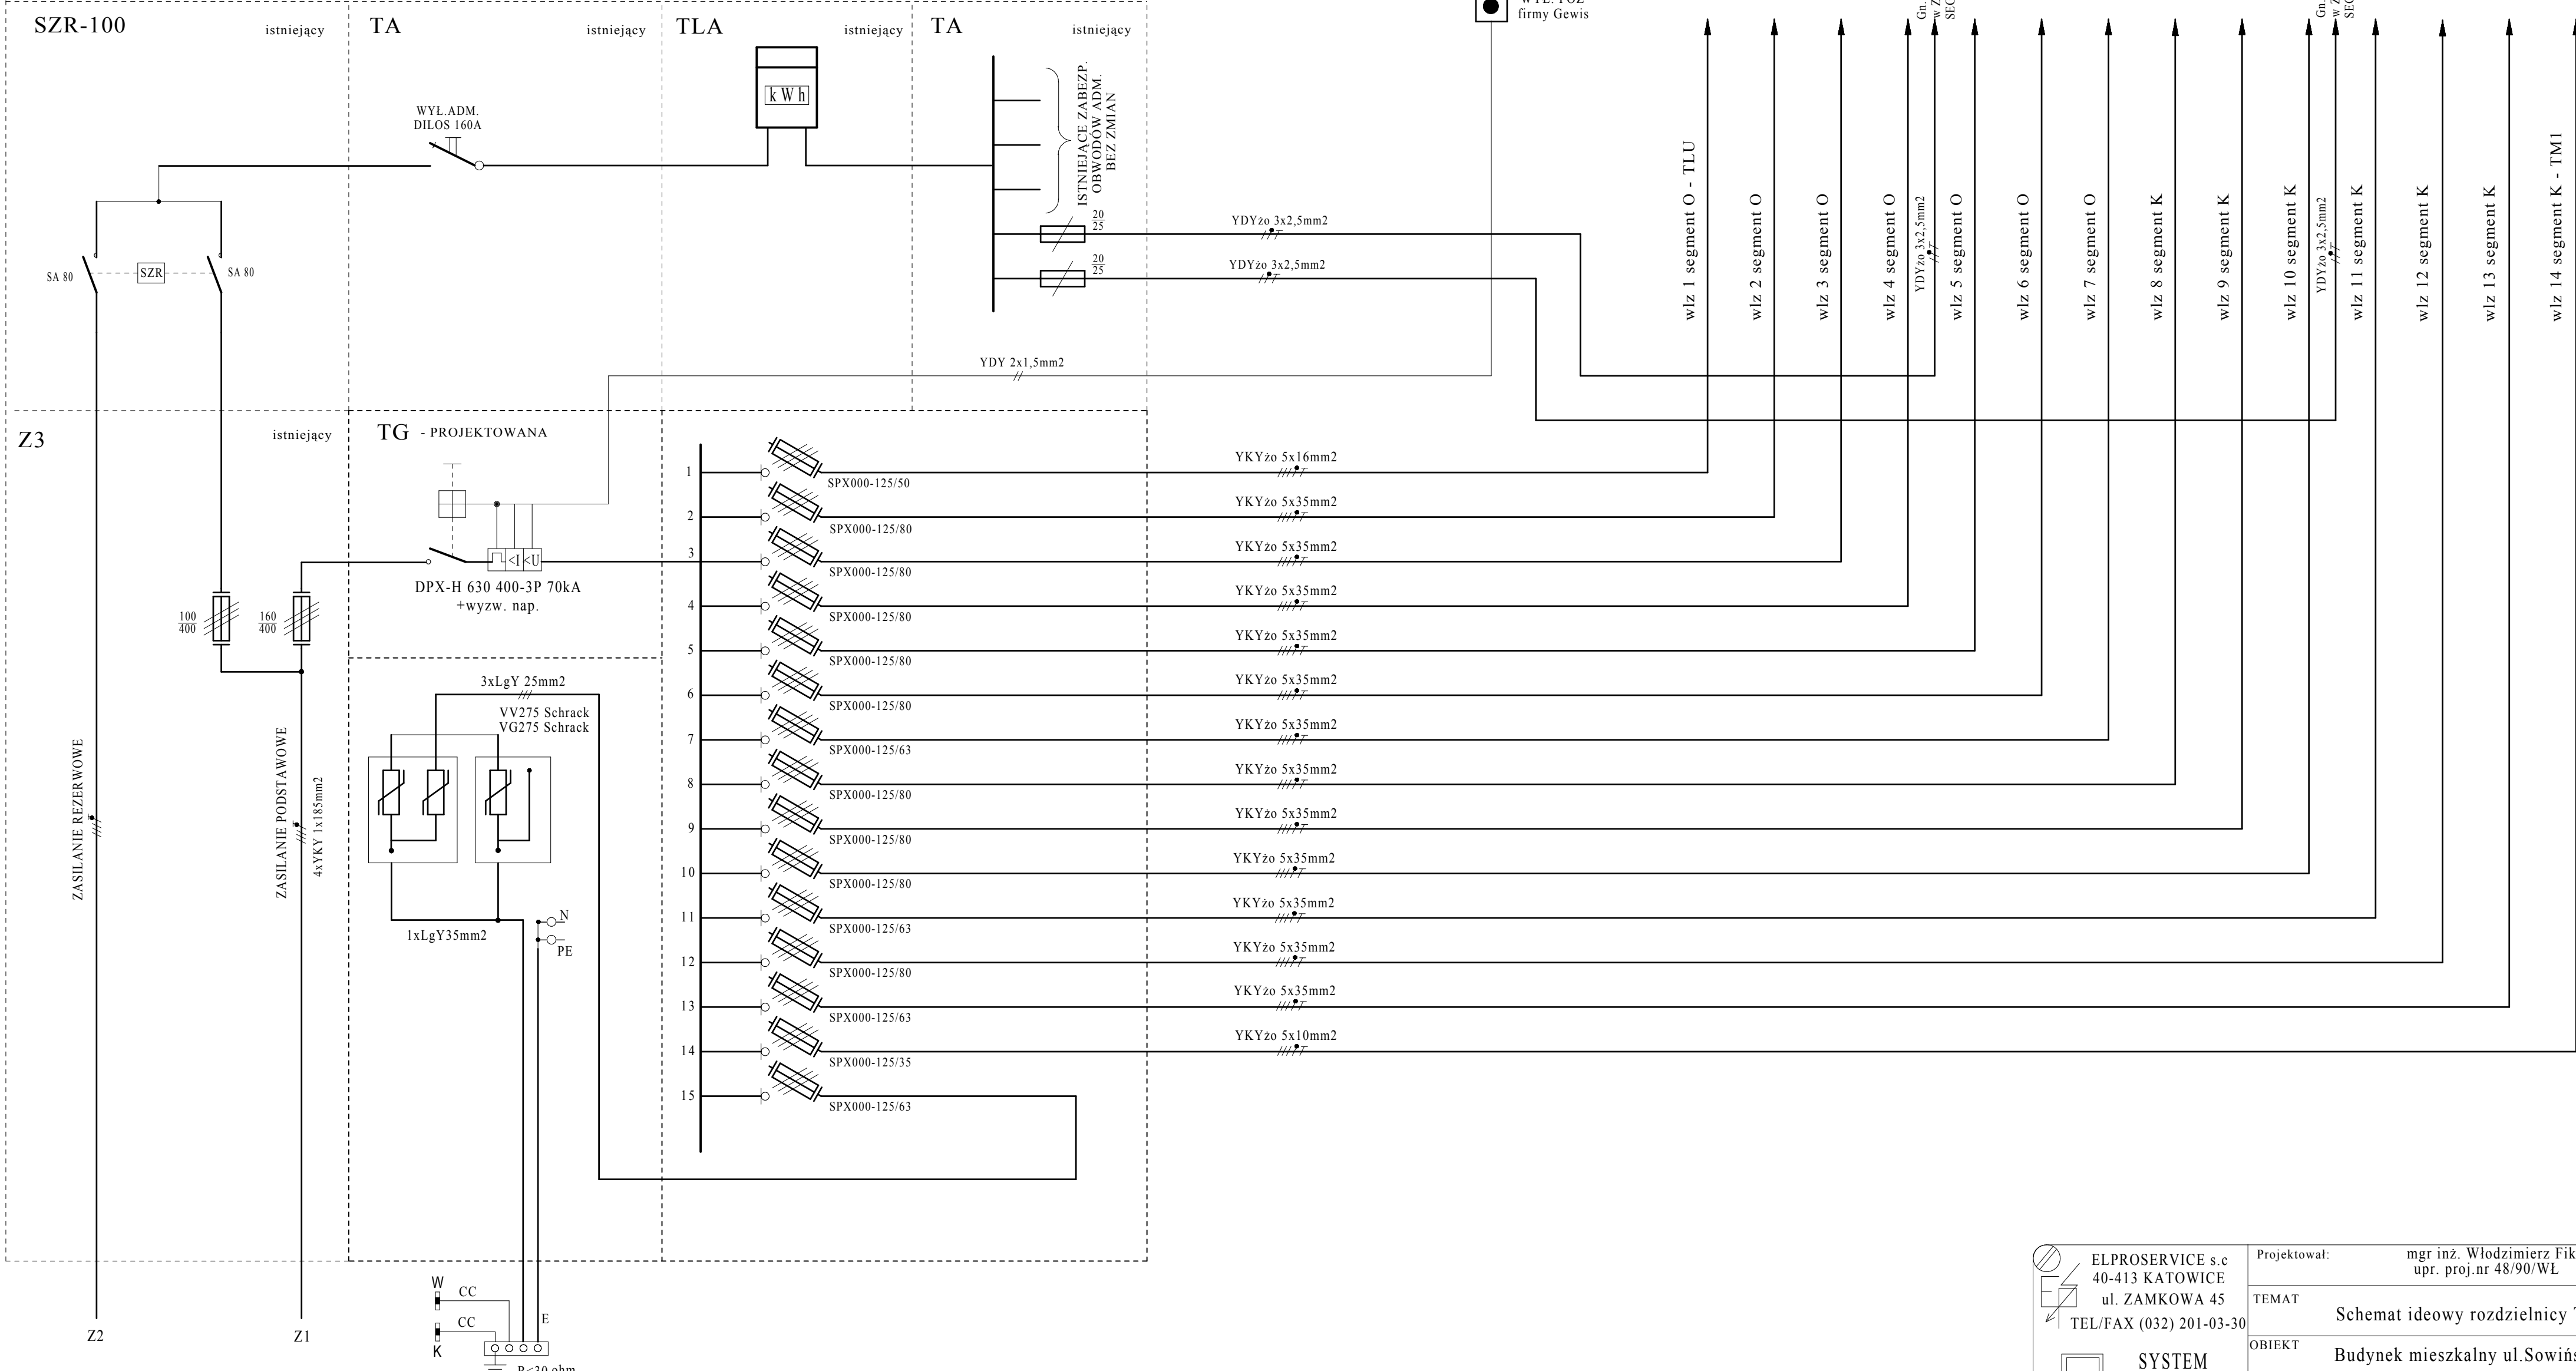 SZR-100
istniejący
TA
istniejący
TLA
istniejący
TA
istniejący
firmy Gewis
WYŁ.ADM.
DILOS 160A
kWh
ISTNIEJĄCE ZABEZP.
OBWODÓW ADM.
BEZ ZMIAN
20
25
20
25
YDYżo 3x2,5mm2
YDYżo 3x2,5mm2
SA 80
SZR
SA 80
YDY 2x1,5mm2
wlz 1 segment O - TLU
wlz 2 segment O
wlz 3 segment O
wlz 4 segment O
YDYżo 3x2,5mm2
wlz 5 segment O
wlz 6 segment O
wlz 7 segment O
wlz 8 segment K
wlz 9 segment K
wlz 10 segment K
YDYżo 3x2,5mm2
wlz 11 segment K
wlz 12 segment K
wlz 13 segment K
wlz 14 segment K - TM1
Z3
istniejący
TG - PROJEKTOWANA
<I
<U
DPX-H 630 400-3P 70kA
+wyzw. nap.
100
400
160
400
3xLgY 25mm2
VV275 Schrack
VG275 Schrack
ZASILANIE REZERWOWE
ZASILANIE PODSTAWOWE
4xYKY 1x185mm2
1xLgY35mm2
N
PE
1
SPX000-125/50
YKYżo 5x16mm2
2
SPX000-125/80
YKYżo 5x35mm2
3
SPX000-125/80
YKYżo 5x35mm2
4
SPX000-125/80
YKYżo 5x35mm2
5
SPX000-125/80
YKYżo 5x35mm2
6
SPX000-125/80
YKYżo 5x35mm2
7
SPX000-125/63
YKYżo 5x35mm2
8
SPX000-125/80
YKYżo 5x35mm2
9
SPX000-125/80
YKYżo 5x35mm2
10
SPX000-125/80
YKYżo 5x35mm2
11
SPX000-125/63
YKYżo 5x35mm2
12
SPX000-125/80
YKYżo 5x35mm2
13
SPX000-125/63
YKYżo 5x35mm2
14
SPX000-125/35
YKYżo 5x10mm2
15
SPX000-125/63
Z2
Z1
W
CC
CC
K
E
ELPROSERVICE s.c
40-413 KATOWICE
ul. ZAMKOWA 45
TEL/FAX (032) 201-03-30
SYSTEM
Projektował:
mgr inż. Włodzimierz Fik
upr. proj.nr 48/90/WŁ
TEMAT
Schemat ideowy rozdzielnicy
OBIEKT
Budynek mieszkalny